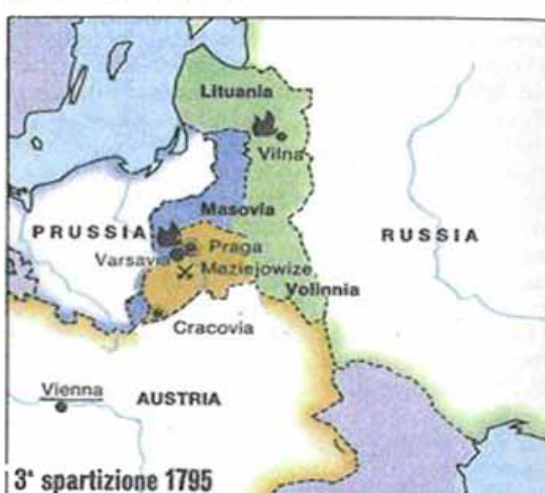 Lituania
Vilna
Masovia
PRUSSIA
RUSSIA
Praga
Varsavia
Maziejowize
Volinnia
Cracovia
Vienna
AUSTRIA
3ª spartizione 1795